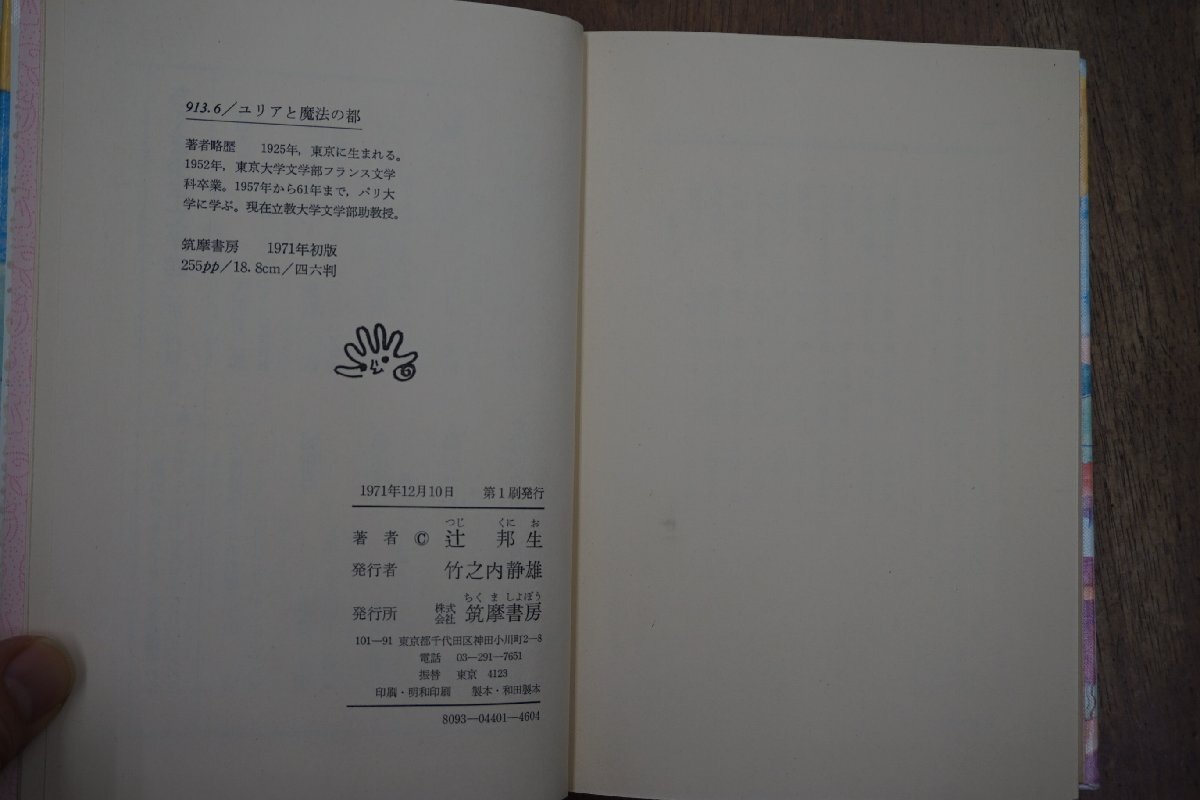 913.6/ユリアと魔法の都
著者略歴 1925年，東京に生まれる。
1952年，東京大学文学部フランス文学
科卒業。1957年から61年まで，パリ大
学に学ぶ。現在立教大学文学部助教授。
筑摩書房 1971年初版
255pp/18.8cm/四六判
1971年12月10日 第1刷発行
つじ くに お
著者 © 辻 邦生
発行者 竹之内静雄
ちくま しよぼう
発行所 株式会社 筑摩書房
101—91 東京都千代田区神田小川町2—8
電話 03—291—7651
振替 東京 4123
印刷・明和印刷 製本・和田製本
8093—04401—4604